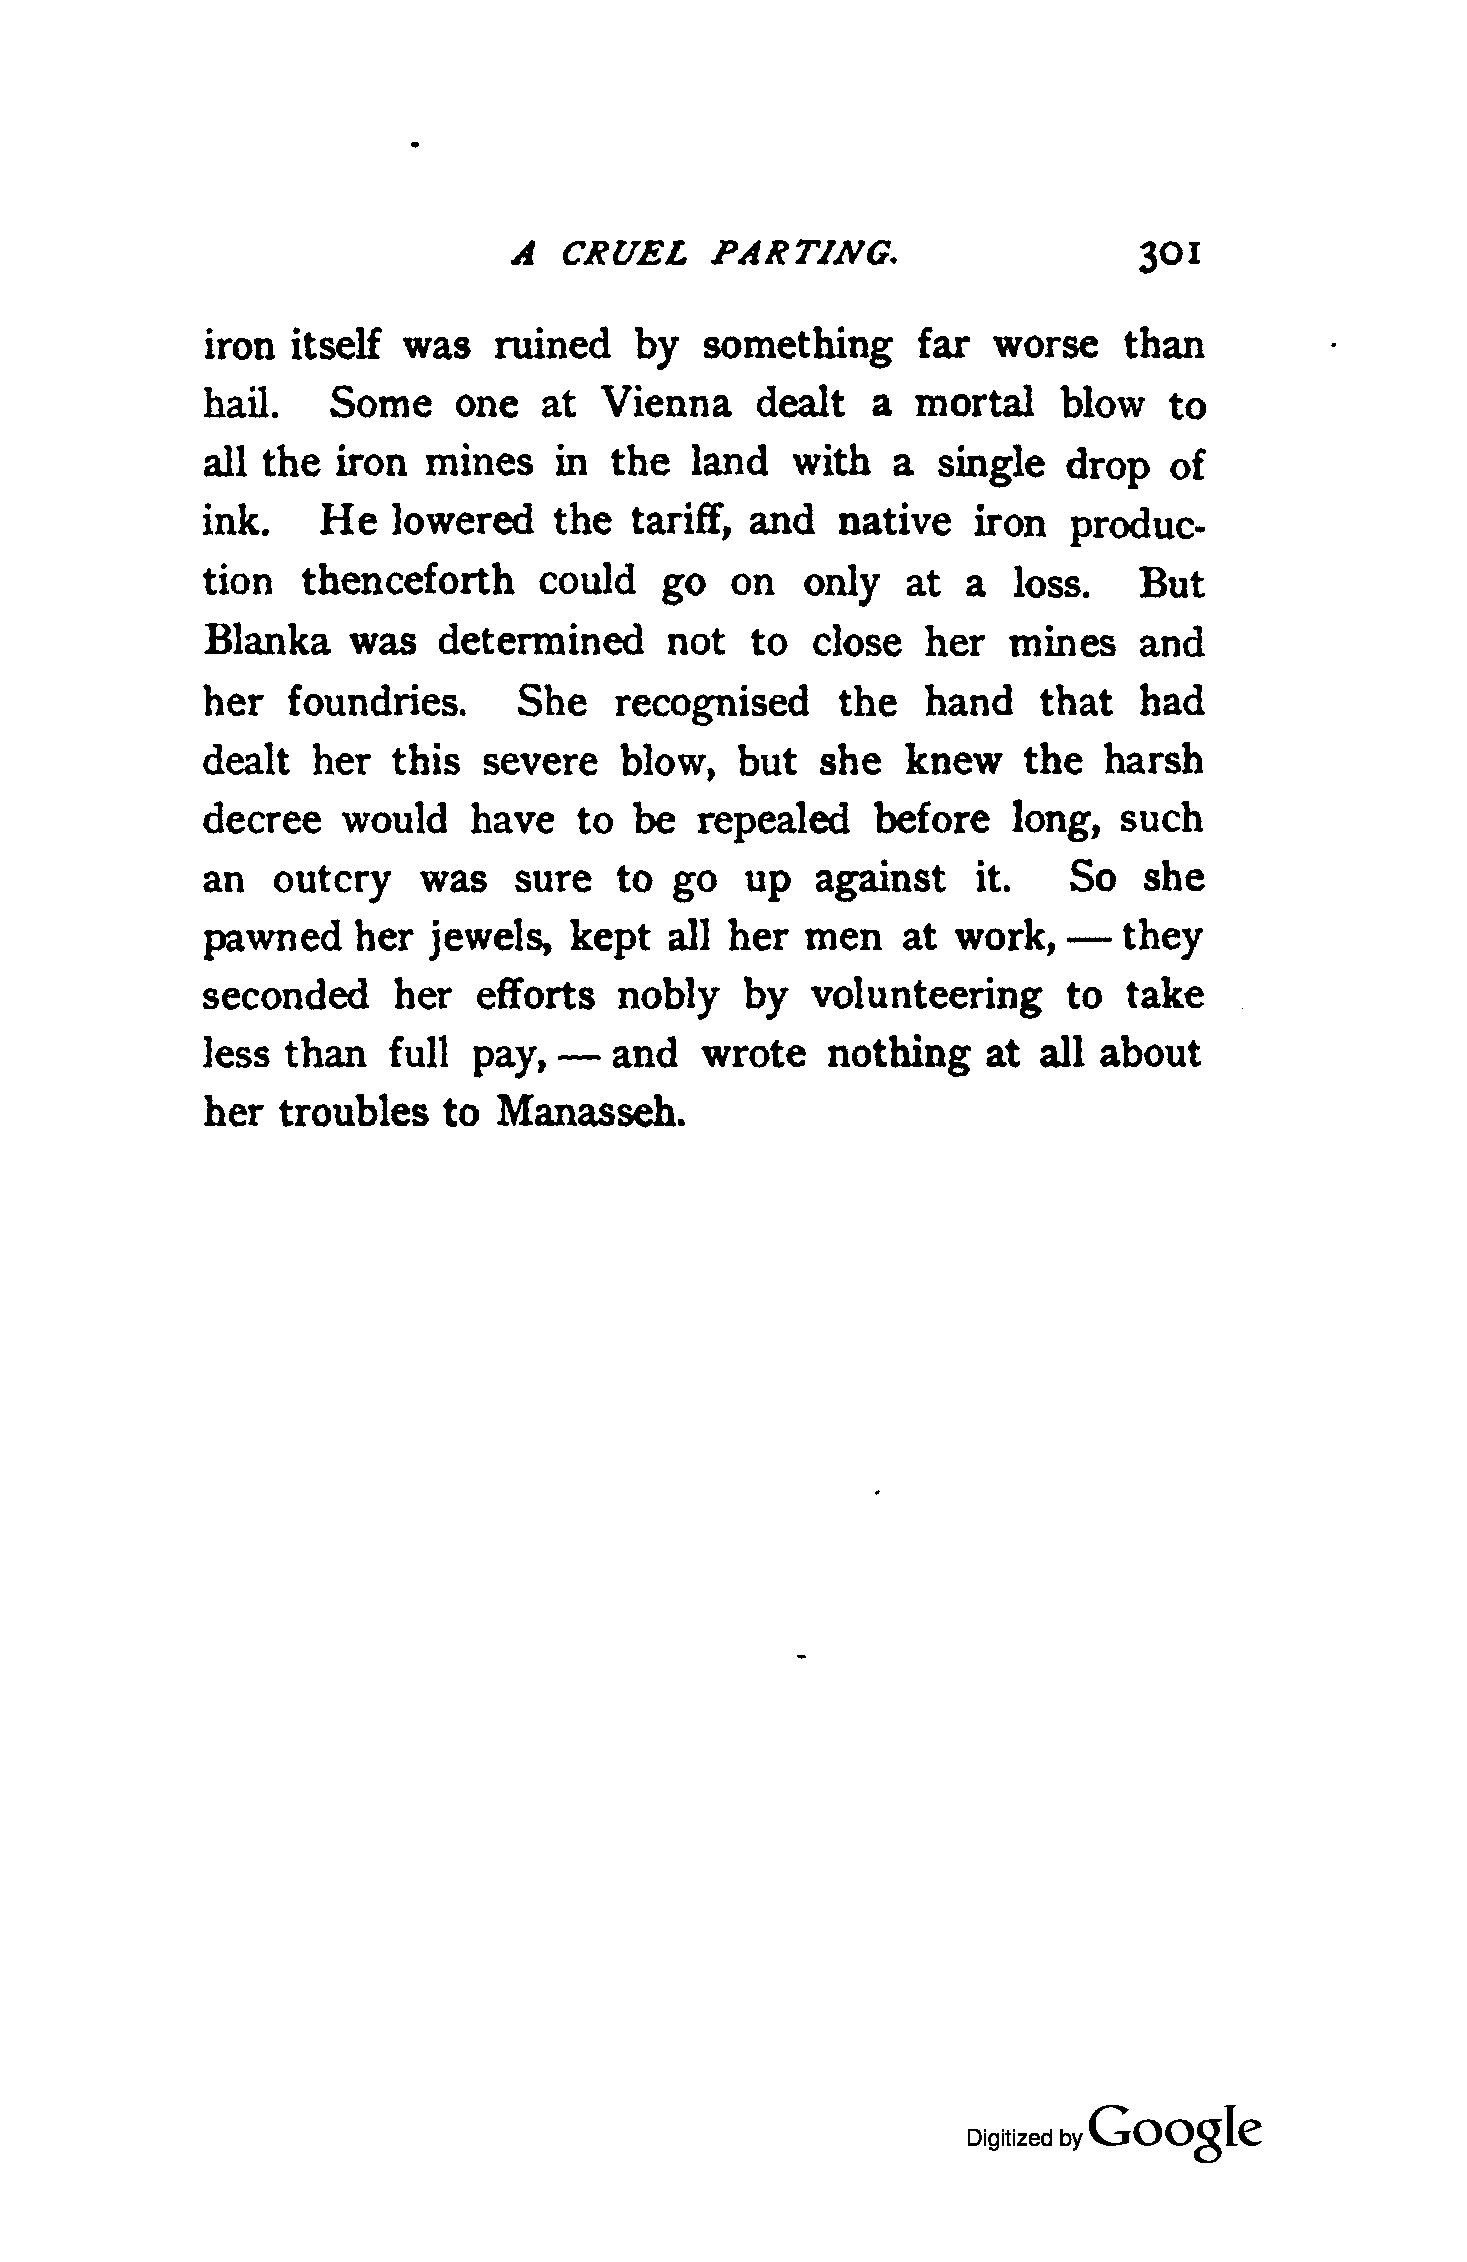 A CRUEL PARTING. 301
iron itself was ruined by something far worse than
hail. Some one at Vienna dealt a mortal blow to
all the iron mines in the land with a single drop of
ink. He lowered the tariff, and native iron produc-
tion thenceforth could go on only at a loss. But
Blanka was determined not to close her mines and
her foundries. She recognised the hand that had
dealt her this severe blow, but she knew the harsh
decree would have to be repealed before long, such
an outcry was sure to go up against it. So she
pawned her jewels, kept all her men at work, — they
seconded her efforts nobly by volunteering to take
less than full pay, — and wrote nothing at all about
her troubles to Manasseh.
Digitized by Google